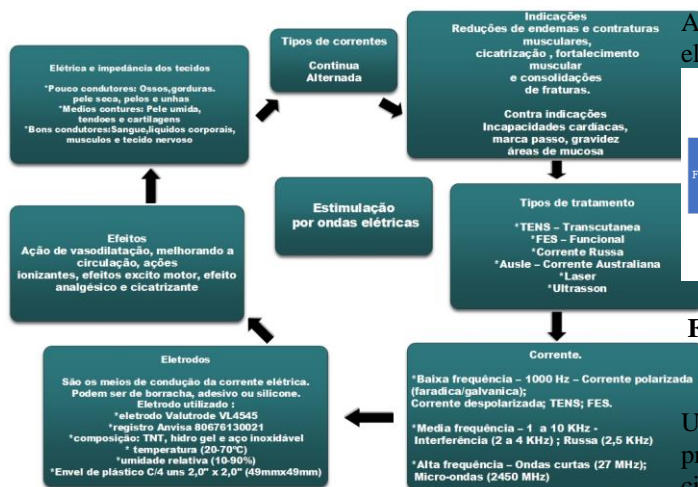 Tipos de correntes
Continua
Alternada
Indicações
Reduções de endemas e contraturas
musculares,
cicatrização , fortalecimento
muscular
e consolidações
de fraturas.
Contra indicações
Incapacidades cardíacas,
marca passo, gravidez
áreas de mucosa
Tipos de tratamento
*TENS – Transcutanea
*FES – Funcional
*Corrente Russa
*Ausle – Corrente Australiana
*Laser
*Ultrasson
Corrente.
*Baixa frequência – 1000 Hz – Corrente polarizada
(faradica/galvanica);
Corrente despolarizada; TENS; FES.
*Media frequência – 1 a 10 KHz -
Interferência (2 a 4 KHz) ; Russa (2,5 KHz)
*Alta frequência – Ondas curtas (27 MHz);
Micro-ondas (2450 MHz)
Eletrodos
São os meios de condução da corrente elétrica.
Podem ser de borracha, adesivo ou silicone.
Eletrodo utilizado :
*eletrodo Valutrode VL4545
*registro Anvisa 80676130021
*composição: TNT, hidro gel e aço inoxidável
* temperatura (20-70ºC)
*umidade relativa (10-90%)
*Envel de plástico C/4 uns 2,0" x 2,0" (49mmx49mm)
Efeitos
Ação de vasodilatação, melhorando a
circulação, ações
ionizantes, efeitos excito motor, efeito
analgésico e cicatrizante
Elétrica e impedância dos tecidos
*Pouco condutores: Ossos,gorduras.
pele seca, pelos e unhas
*Medios contures: Pele umida,
tendoes e cartilagens
*Bons condutores:Sangue,liquidos corporais,
musculos e tecido nervoso
Estimulação
por ondas elétricas
A
el
F
F
U
pr